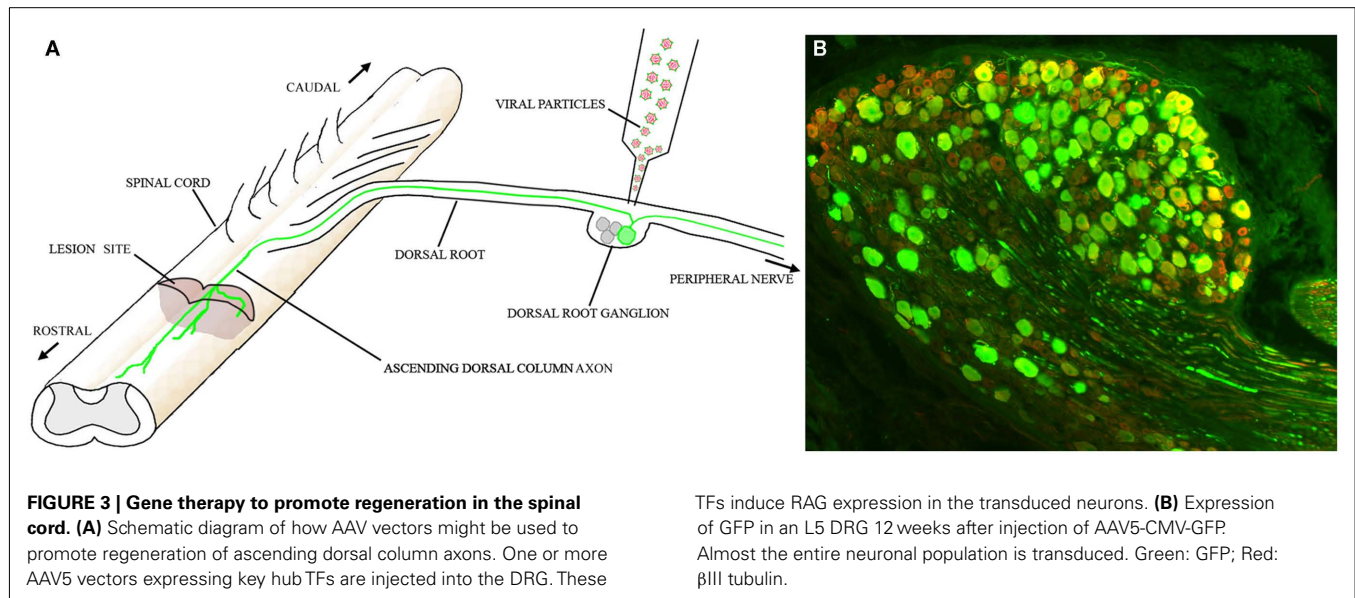 A
CAUDAL
VIRAL PARTICLES
SPINAL CORD
LESION SITE
DORSAL ROOT
PERIPHERAL NERVE
DORSAL ROOT GANGLION
ROSTRAL
ASCENDING DORSAL COLUMN AXON
B
FIGURE 3 | Gene therapy to promote regeneration in the spinal
cord. (A) Schematic diagram of how AAV vectors might be used to
promote regeneration of ascending dorsal column axons. One or more
AAV5 vectors expressing key hub TFs are injected into the DRG. These
TFs induce RAG expression in the transduced neurons. (B) Expression
of GFP in an L5 DRG 12 weeks after injection of AAV5-CMV-GFP.
Almost the entire neuronal population is transduced. Green: GFP; Red:
βIII tubulin.